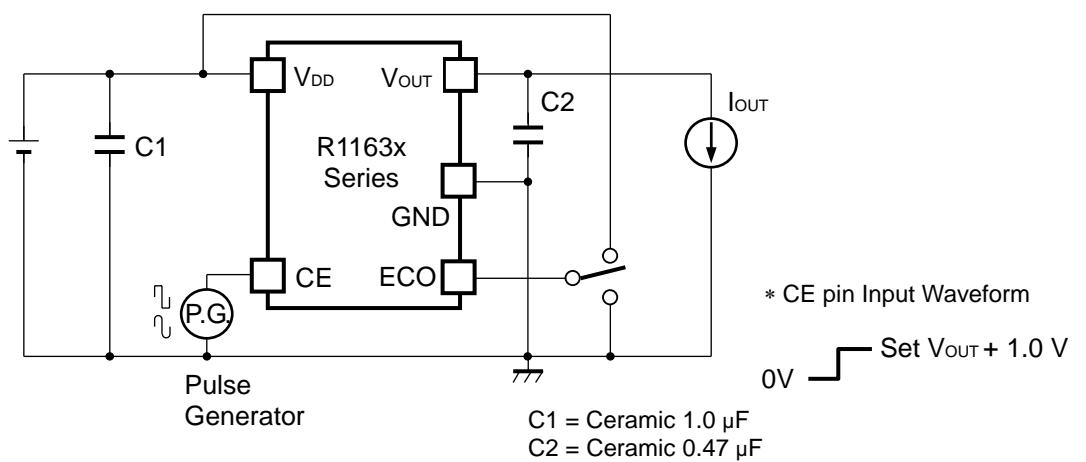 VDD
VOUT
C1
C2
IOUT
R1163x
Series
GND
CE
ECO
P.G.
Pulse
Generator
* CE pin Input Waveform
Set VOUT + 1.0 V
0V
C1 = Ceramic 1.0 µF
C2 = Ceramic 0.47 µF